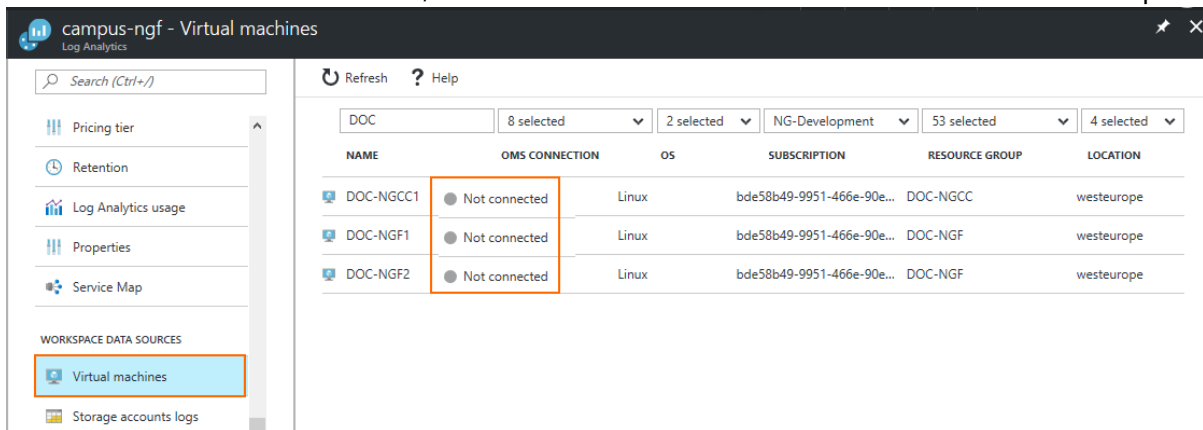 campus-ngf - Virtual machines
Log Analytics
Search (Ctrl+/)
Refresh ? Help
Pricing tier
Retention
Log Analytics usage
Properties
Service Map
WORKSPACE DATA SOURCES
Virtual machines
Storage accounts logs
DOC 8 selected 2 selected NG-Development 53 selected 4 selected
NAME OMS CONNECTION OS SUBSCRIPTION RESOURCE GROUP LOCATION
DOC-NGCC1 Not connected Linux bde58b49-9951-466e-90e... DOC-NGCC westeurope
DOC-NGF1 Not connected Linux bde58b49-9951-466e-90e... DOC-NGF westeurope
DOC-NGF2 Not connected Linux bde58b49-9951-466e-90e... DOC-NGF westeurope